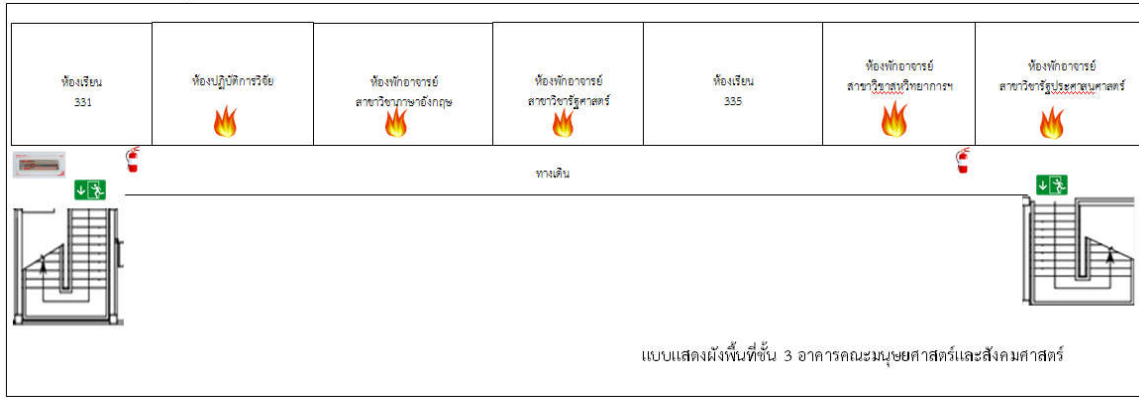 ห้องเรียน
331
ห้องปฏิบัติการวิจัย
ห้องพักอาจารย์
สาขาวิชาภาษาอังกฤษ
ห้องพักอาจารย์
สาขาวิชารัฐศาสตร์
ห้องเรียน
335
ห้องพักอาจารย์
สาขาวิชาสหวิทยาการฯ
ห้องพักอาจารย์
สาขาวิชารัฐประศาสนศาสตร์
ทางเดิน
แบบแสดงผังพื้นที่ชั้น 3 อาคารคณะมนุษยศาสตร์และสังคมศาสตร์